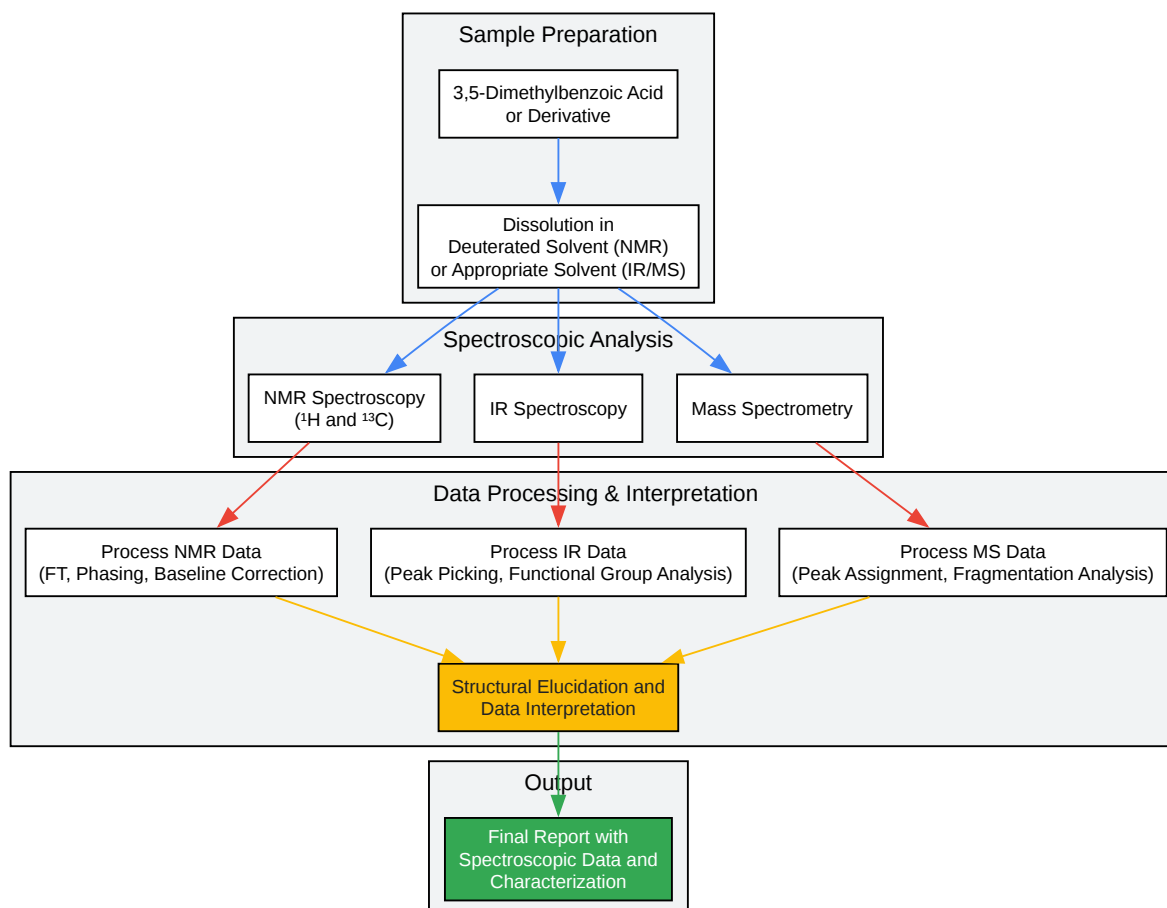 Sample Preparation
3,5-Dimethylbenzoic Acid
or Derivative
Dissolution in
Deuterated Solvent (NMR)
or Appropriate Solvent (IR/MS)
Spectroscopic Analysis
NMR Spectroscopy
(¹H and ¹³C)
IR Spectroscopy
Mass Spectrometry
Data Processing & Interpretation
Process NMR Data
(FT, Phasing, Baseline Correction)
Process IR Data
(Peak Picking, Functional Group Analysis)
Process MS Data
(Peak Assignment, Fragmentation Analysis)
Structural Elucidation and
Data Interpretation
Output
Final Report with
Spectroscopic Data and
Characterization